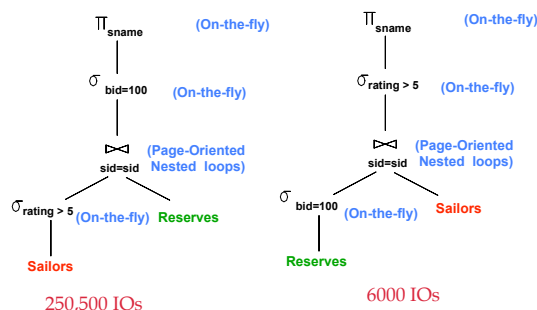 π sname (On-the-fly)
σ bid=100 (On-the-fly)
⋈ sid=sid (Page-Oriented
Nested loops)
σ rating > 5 (On-the-fly)
Reserves
Sailors
250,500 IOs
π sname (On-the-fly)
σ rating > 5 (On-the-fly)
⋈ sid=sid (Page-Oriented
Nested loops)
σ bid=100 (On-the-fly)
Sailors
Reserves
6000 IOs